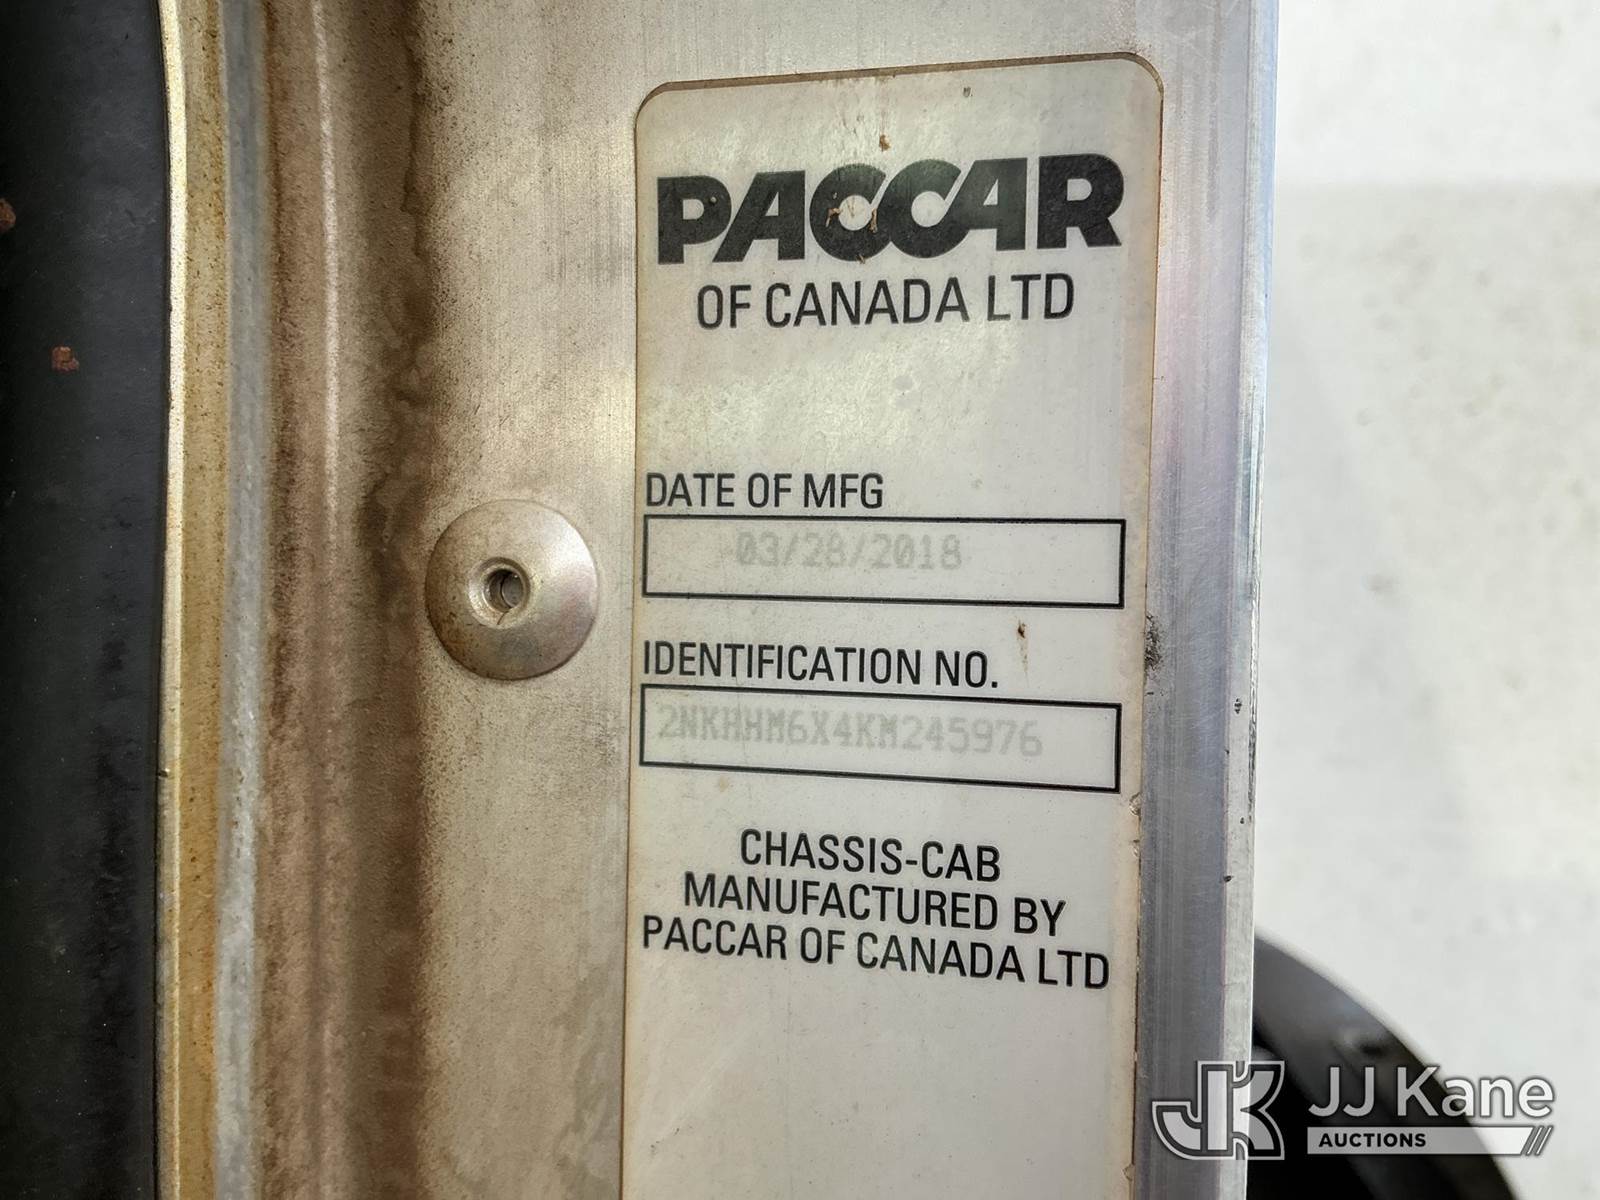 PACCAR
OF CANADA LTD
DATE OF MFG
03/28/2018
IDENTIFICATION NO.
2NKHHM6X4KM245976
CHASSIS-CAB
MANUFACTURED BY
PACCAR OF CANADA LTD
JK JJ Kane
AUCTIONS